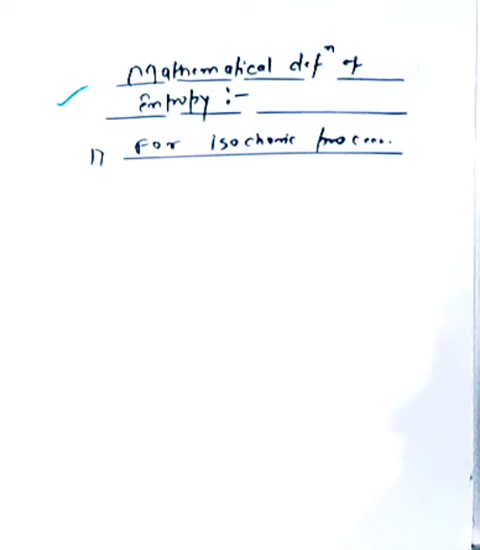 Mathematical defⁿ of
Entropy :-
1) For isochoric process.